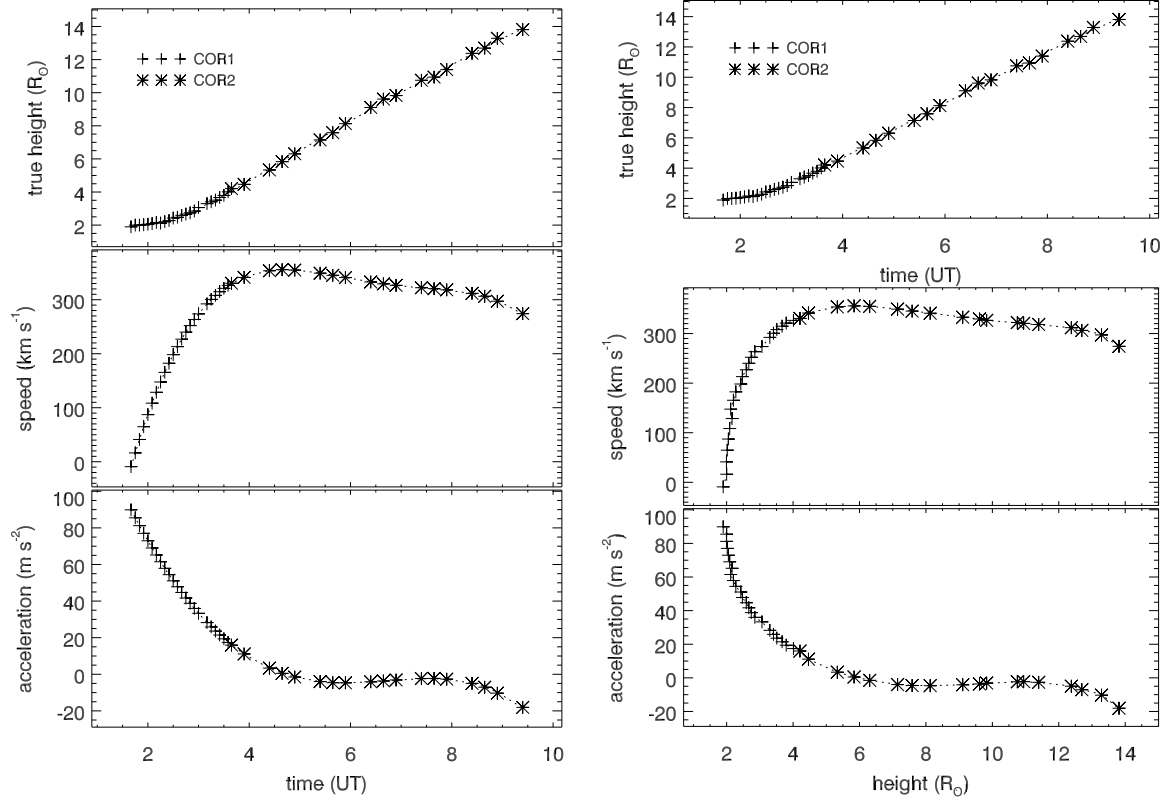 14
12
10
8
6
4
2
true height (R⊙)
+ + + COR1
* * * COR2
300
200
100
0
speed (km s⁻¹)
100
80
60
40
20
0
-20
acceleration (m s⁻²)
2 4 6 8 10
time (UT)
14
12
10
8
6
4
2
true height (R⊙)
+ + + COR1
* * * COR2
2 4 6 8 10
time (UT)
300
200
100
0
speed (km s⁻¹)
100
80
60
40
20
0
-20
acceleration (m s⁻²)
2 4 6 8 10 12 14
height (R⊙)